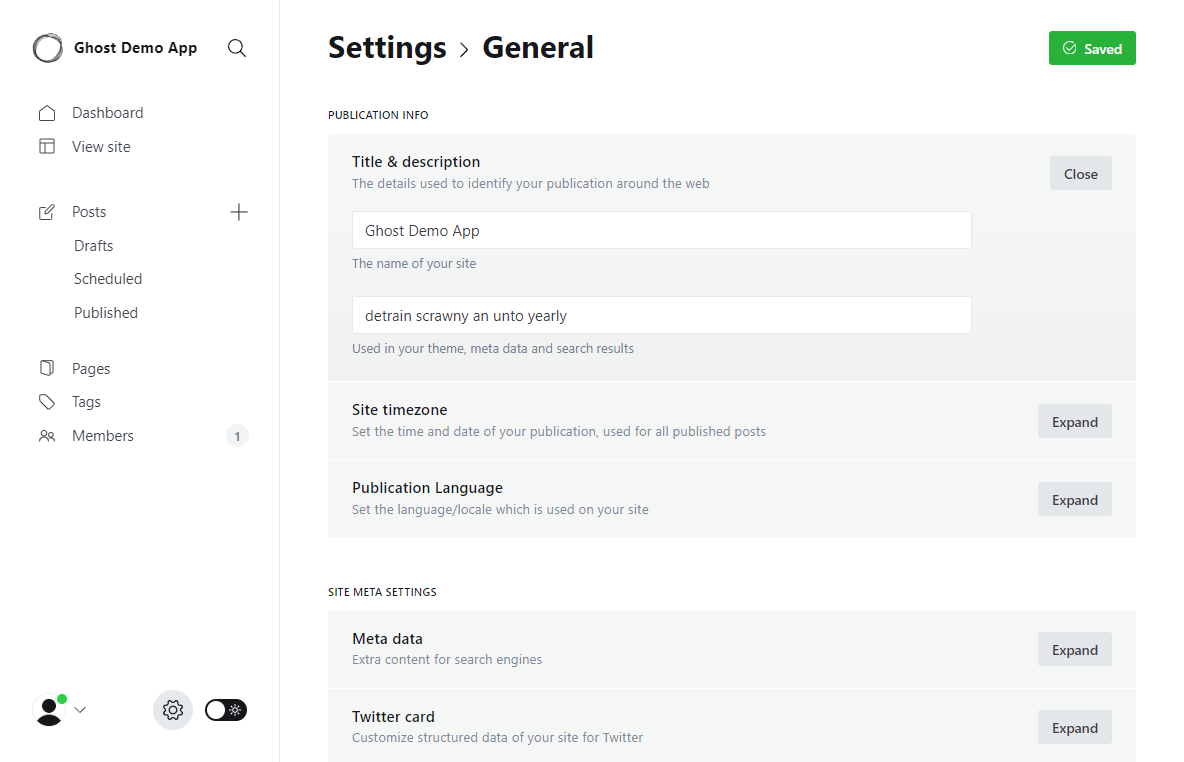 Ghost Demo App
Dashboard
View site
Posts
Drafts
Scheduled
Published
Pages
Tags
Members 1
Settings > General
Saved
PUBLICATION INFO
Title & description
The details used to identify your publication around the web
Close
Ghost Demo App
The name of your site
detrain scrawny an unto yearly
Used in your theme, meta data and search results
Site timezone
Set the time and date of your publication, used for all published posts
Expand
Publication Language
Set the language/locale which is used on your site
Expand
SITE META SETTINGS
Meta data
Extra content for search engines
Expand
Twitter card
Customize structured data of your site for Twitter
Expand